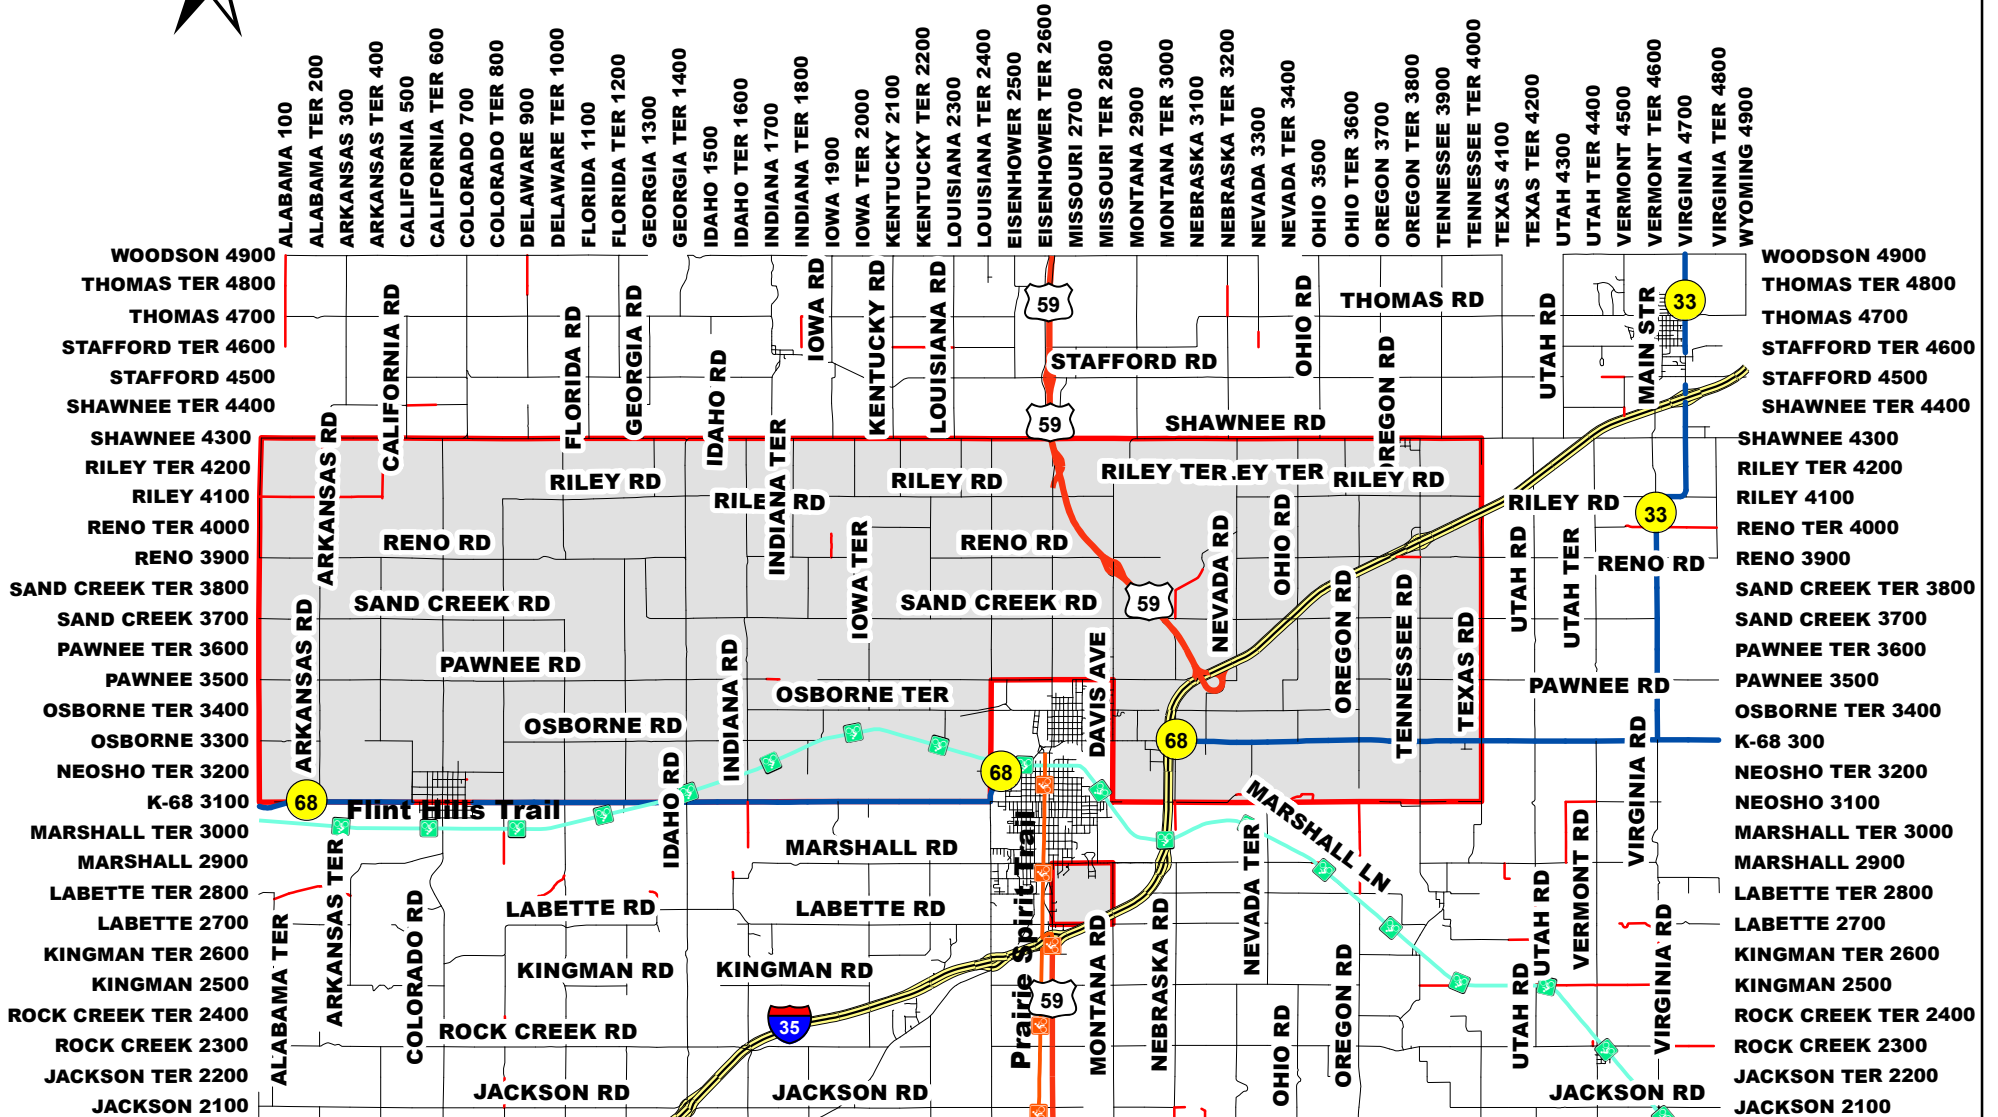 ALABAMA 100
ALABAMA TER 200
ARKANSAS 300
ARKANSAS TER 400
CALIFORNIA 500
CALIFORNIA TER 600
COLORADO 700
COLORADO TER 800
DELAWARE 900
DELAWARE TER 1000
FLORIDA 1100
FLORIDA TER 1200
GEORGIA 1300
GEORGIA TER 1400
IDAHO 1500
IDAHO TER 1600
INDIANA 1700
INDIANA TER 1800
IOWA 1900
IOWA TER 2000
KENTUCKY 2100
KENTUCKY TER 2200
LOUISIANA 2300
LOUISIANA TER 2400
EISENHOWER 2500
EISENHOWER TER 2600
MISSOURI 2700
MISSOURI TER 2800
MONTANA 2900
MONTANA TER 3000
NEBRASKA 3100
NEBRASKA TER 3200
NEVADA 3300
NEVADA TER 3400
OHIO 3500
OHIO TER 3600
OREGON 3700
OREGON TER 3800
TENNESSEE 3900
TENNESSEE TER 4000
TEXAS 4100
TEXAS TER 4200
UTAH 4300
UTAH TER 4400
VERMONT 4500
VERMONT TER 4600
VIRGINIA 4700
VIRGINIA TER 4800
WYOMING 4900
WOODSON 4900
THOMAS TER 4800
THOMAS 4700
STAFFORD TER 4600
STAFFORD 4500
SHAWNEE TER 4400
SHAWNEE 4300
RILEY TER 4200
RILEY 4100
RENO TER 4000
RENO 3900
SAND CREEK TER 3800
SAND CREEK 3700
PAWNEE TER 3600
PAWNEE 3500
OSBORNE TER 3400
OSBORNE 3300
NEOSHO TER 3200
K-68 3100
MARSHALL TER 3000
MARSHALL 2900
LABETTE TER 2800
LABETTE 2700
KINGMAN TER 2600
KINGMAN 2500
ROCK CREEK TER 2400
ROCK CREEK 2300
JACKSON TER 2200
JACKSON 2100
CALIFORNIA RD
FLORIDA RD
GEORGIA RD
IDAHO RD
IOWA RD
KENTUCKY RD
LOUISIANA RD
59
THOMAS RD
OHIO RD
UTAH RD
MAIN STR
33
STAFFORD RD
OREGON RD
59
SHAWNEE RD
ARKANSAS RD
INDIANA TER
RILEY RD
RILEY RD
RILEY RD
RILEY TER
EY TER
RILEY RD
RILEY RD
33
RENO RD
IOWA TER
RENO RD
NEVADA RD
OHIO RD
UTAH RD
UTAH TER
RENO RD
SAND CREEK RD
SAND CREEK RD
59
ARKANSAS RD
PAWNEE RD
INDIANA RD
DAVIS AVE
OREGON RD
TENNESSEE RD
TEXAS RD
PAWNEE RD
OSBORNE TER
OSBORNE RD
68
VIRGINIA RD
68
68
Flint Hills Trail
IDAHO RD
MARSHALL RD
Prairie Spirit Trail
MARSHALL LN
NEVADA TER
VERMONT RD
ARKANSAS TER
COLORADO RD
LABETTE RD
LABETTE RD
ALABAMA TER
MONTANA RD
NEBRASKA RD
UTAH RD
VIRGINIA RD
KINGMAN RD
KINGMAN RD
59
OREGON RD
35
ROCK CREEK RD
OHIO RD
UTAH RD
JACKSON RD
JACKSON RD
JACKSON RD
WOODSON 4900
THOMAS TER 4800
THOMAS 4700
STAFFORD TER 4600
STAFFORD 4500
SHAWNEE TER 4400
SHAWNEE 4300
RILEY TER 4200
RILEY 4100
RENO TER 4000
RENO 3900
SAND CREEK TER 3800
SAND CREEK 3700
PAWNEE TER 3600
PAWNEE 3500
OSBORNE TER 3400
K-68 300
NEOSHO TER 3200
NEOSHO 3100
MARSHALL TER 3000
MARSHALL 2900
LABETTE TER 2800
LABETTE 2700
KINGMAN TER 2600
KINGMAN 2500
ROCK CREEK TER 2400
ROCK CREEK 2300
JACKSON TER 2200
JACKSON 2100